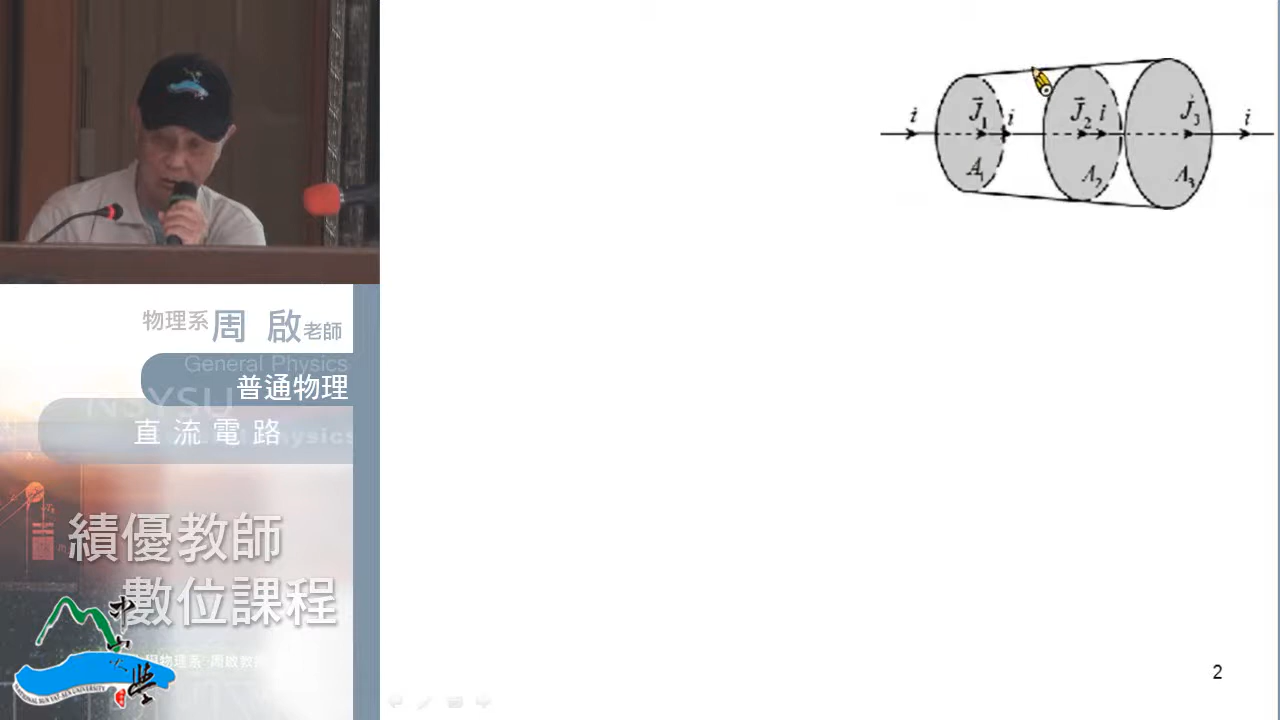 物理系 周 啟 老師
General Physics
普通物理
NSYSU
直流電路
績優教師
數位課程
i
J₁
i
J₂
i
J₃
i
A₁
A₂
A₃
2